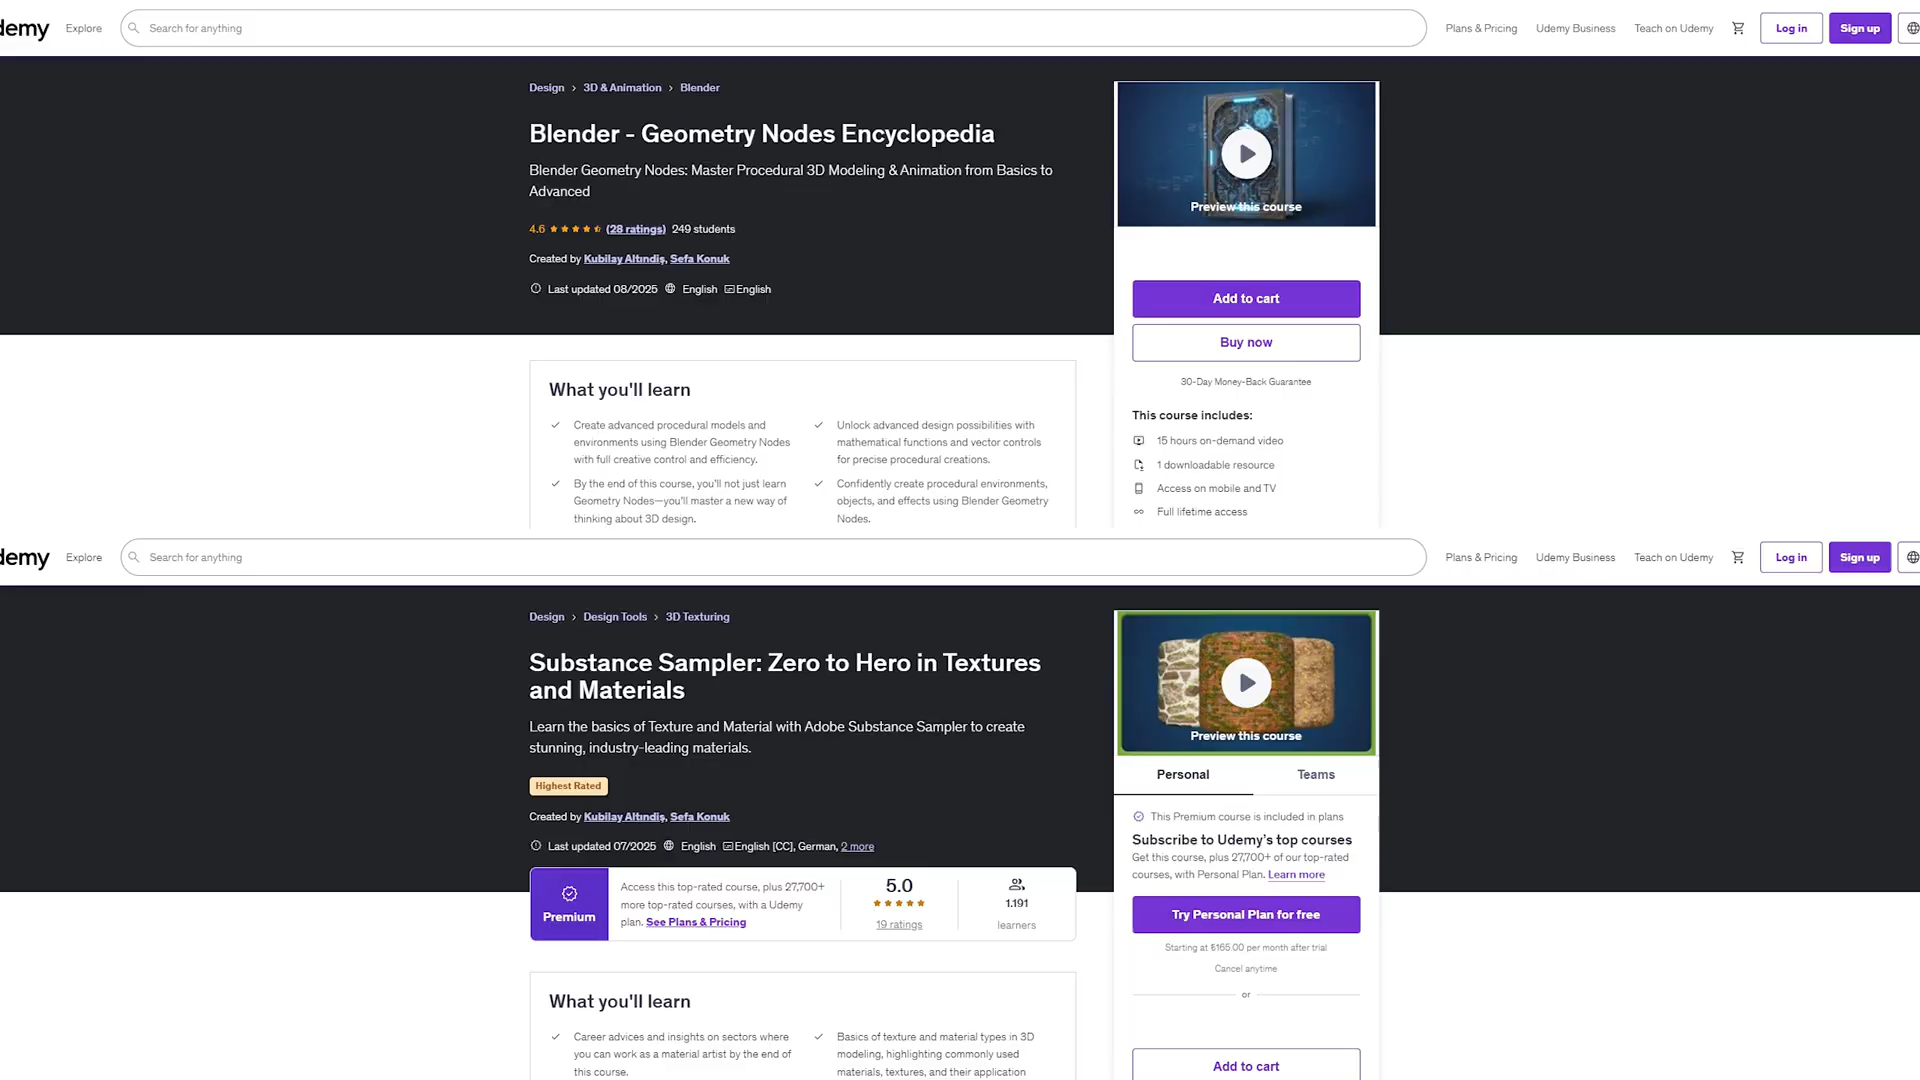 demy Explore Search for anything Plans & Pricing Udemy Business Teach on Udemy Log in Sign up
Design > 3D & Animation > Blender
Blender - Geometry Nodes Encyclopedia
Blender Geometry Nodes: Master Procedural 3D Modeling & Animation from Basics to
Advanced
4.6 (28 ratings) 249 students
Created by Kubilay Altındiş, Sefa Konuk
Last updated 08/2025 English English
Preview this course
Add to cart
Buy now
30-Day Money-Back Guarantee
This course includes:
15 hours on-demand video
1 downloadable resource
Access on mobile and TV
Full lifetime access
What you'll learn
Create advanced procedural models and
environments using Blender Geometry Nodes
with full creative control and efficiency.
By the end of this course, you'll not just learn
Geometry Nodes—you'll master a new way of
thinking about 3D design.
Unlock advanced design possibilities with
mathematical functions and vector controls
for precise procedural creations.
Confidently create procedural environments,
objects, and effects using Blender Geometry
Nodes.
demy Explore Search for anything Plans & Pricing Udemy Business Teach on Udemy Log in Sign up
Design > Design Tools > 3D Texturing
Substance Sampler: Zero to Hero in Textures
and Materials
Learn the basics of Texture and Material with Adobe Substance Sampler to create
stunning, industry-leading materials.
Highest Rated
Created by Kubilay Altındiş, Sefa Konuk
Last updated 07/2025 English English [CC], German, 2 more
Premium
Access this top-rated course, plus 27,700+
more top-rated courses, with a Udemy
plan. See Plans & Pricing
5.0
19 ratings
1.191
learners
Preview this course
Personal Teams
This Premium course is included in plans
Subscribe to Udemy's top courses
Get this course, plus 27,700+ of our top-rated
courses, with Personal Plan. Learn more
Try Personal Plan for free
Starting at ₺165.00 per month after trial
Cancel anytime
or
Add to cart
What you'll learn
Career advices and insights on sectors where
you can work as a material artist by the end of
this course.
Basics of texture and material types in 3D
modeling, highlighting commonly used
materials, textures, and their application